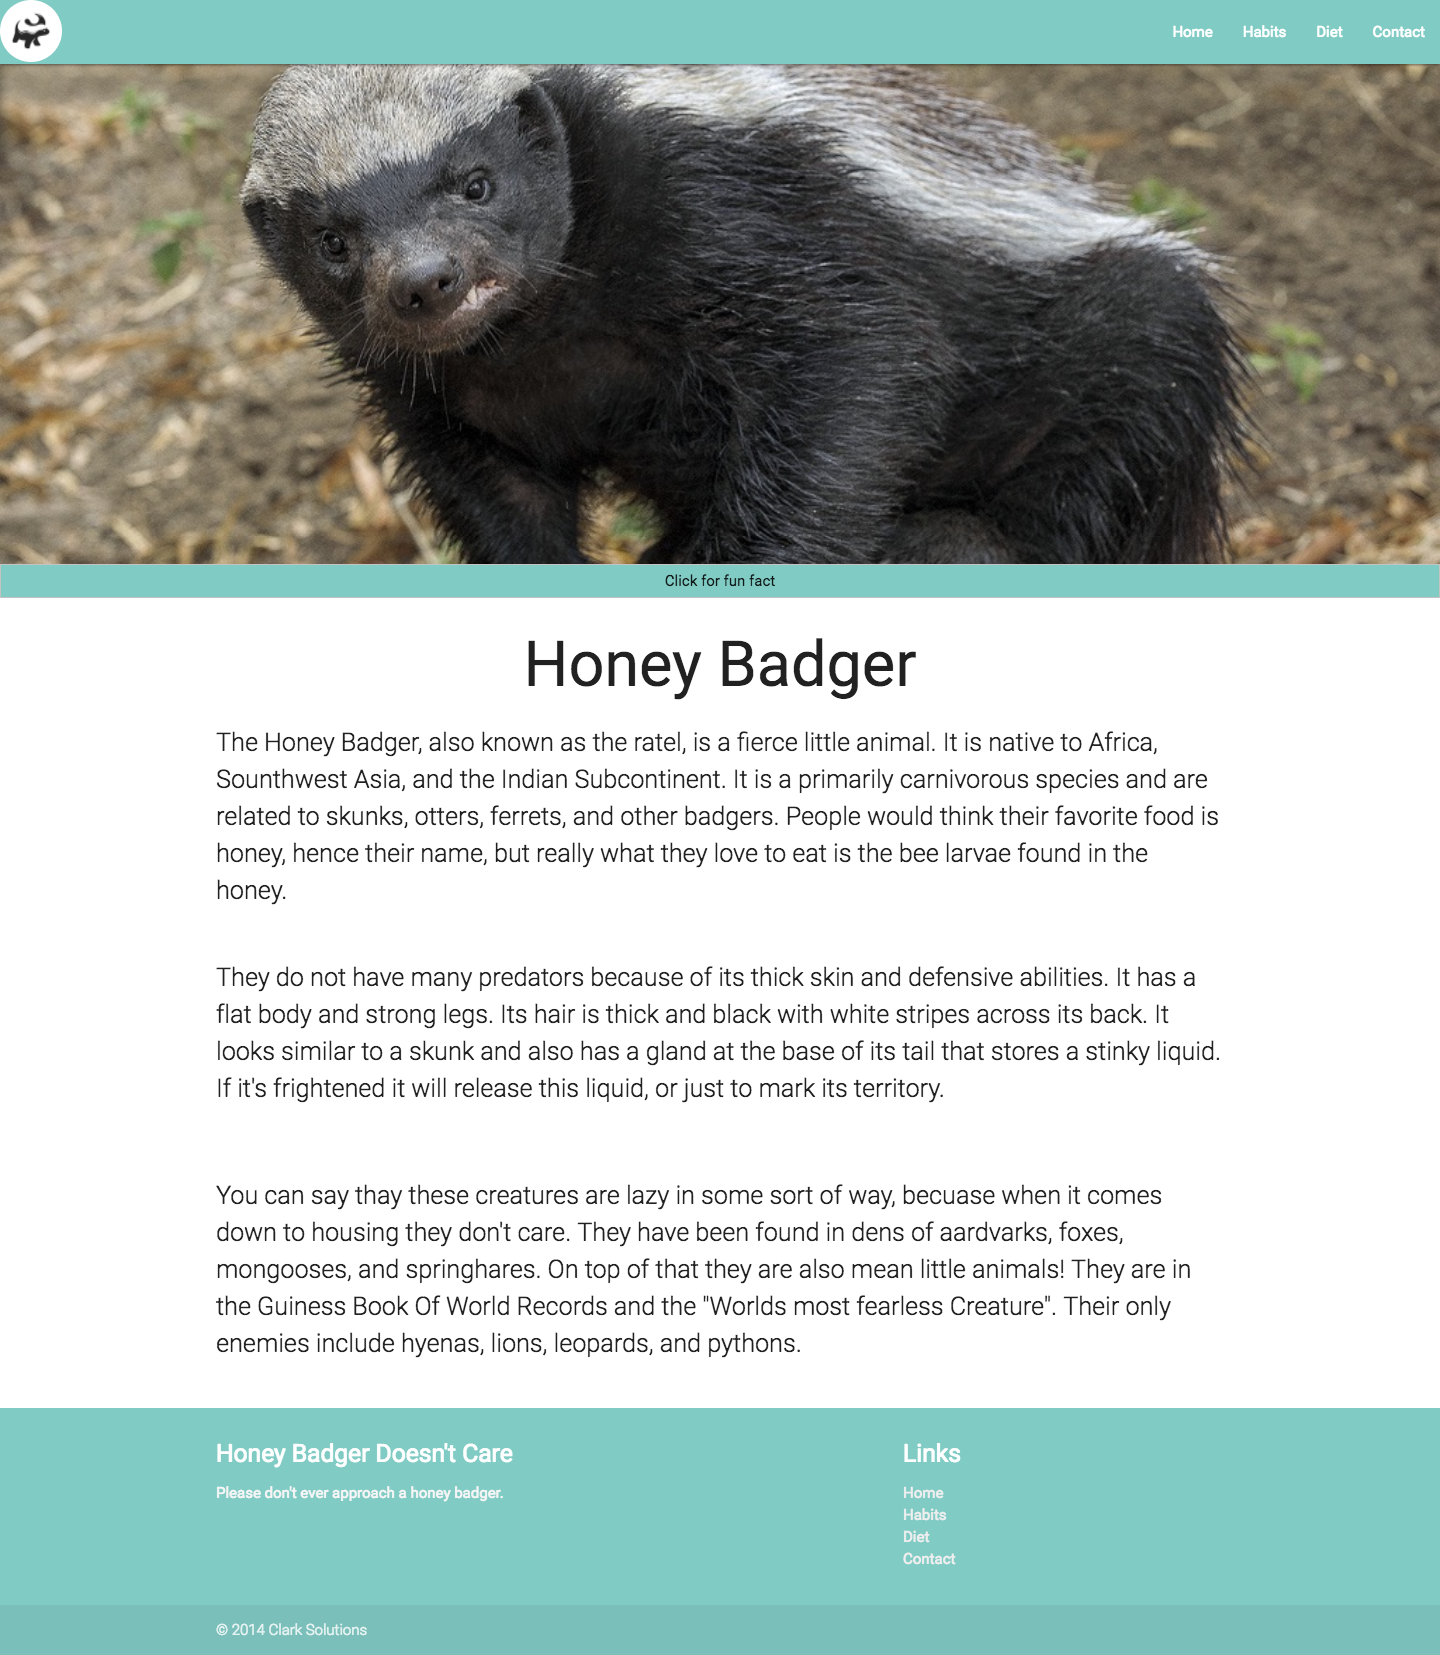 Home Habits Diet Contact
Click for fun fact
Honey Badger
The Honey Badger, also known as the ratel, is a fierce little animal. It is native to Africa,
Sounthwest Asia, and the Indian Subcontinent. It is a primarily carnivorous species and are
related to skunks, otters, ferrets, and other badgers. People would think their favorite food is
honey, hence their name, but really what they love to eat is the bee larvae found in the
honey.
They do not have many predators because of its thick skin and defensive abilities. It has a
flat body and strong legs. Its hair is thick and black with white stripes across its back. It
looks similar to a skunk and also has a gland at the base of its tail that stores a stinky liquid.
If it's frightened it will release this liquid, or just to mark its territory.
You can say thay these creatures are lazy in some sort of way, becuase when it comes
down to housing they don't care. They have been found in dens of aardvarks, foxes,
mongooses, and springhares. On top of that they are also mean little animals! They are in
the Guiness Book Of World Records and the "Worlds most fearless Creature". Their only
enemies include hyenas, lions, leopards, and pythons.
Honey Badger Doesn't Care
Please don't ever approach a honey badger.
Links
Home
Habits
Diet
Contact
© 2014 Clark Solutions